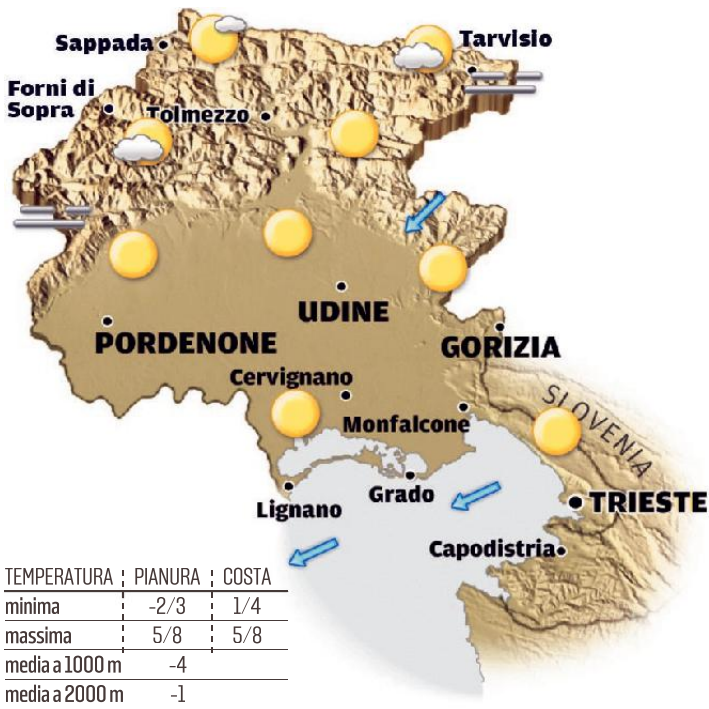 Sappada
Tarvisio
Forni di
Sopra
Tolmezzo
UDINE
PORDENONE
GORIZIA
Cervignano
SLOVENIA
Monfalcone
Lignano
Grado
TRIESTE
Capodistria
TEMPERATURA PIANURA COSTA
minima -2/3 1/4
massima 5/8 5/8
media a 1000 m -4
media a 2000 m -1